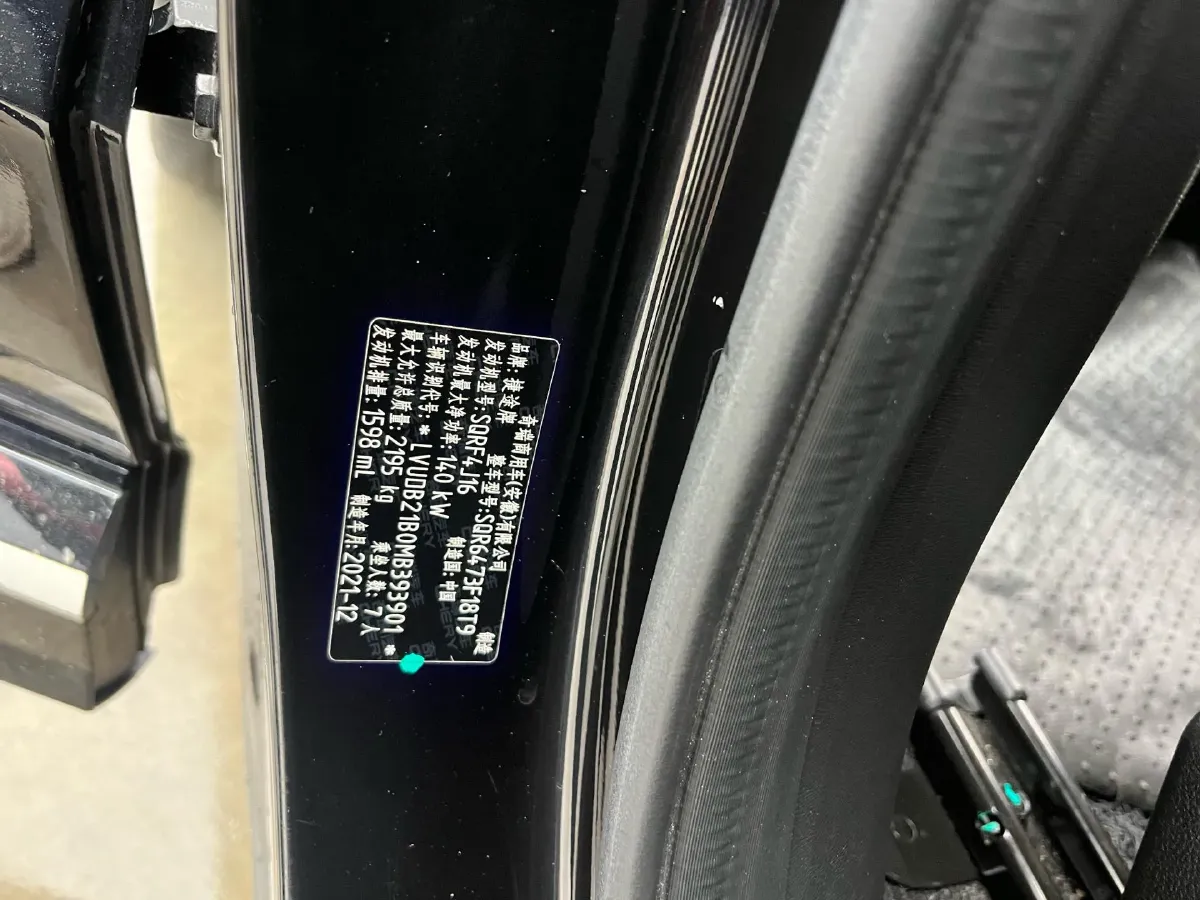 奇瑞商用车(安徽)有限公司 制造
品牌: 捷途牌 整车型号: SQR6473F18T9
发动机型号: SQRF4J16 制造国: 中国
发动机最大净功率: 140 kW
车辆识别代号: * LVUDB21B0MB393901 *
最大允许总质量: 2195 kg 乘坐人数: 7 人
发动机排量: 1598 mL 制造年月: 2021-12